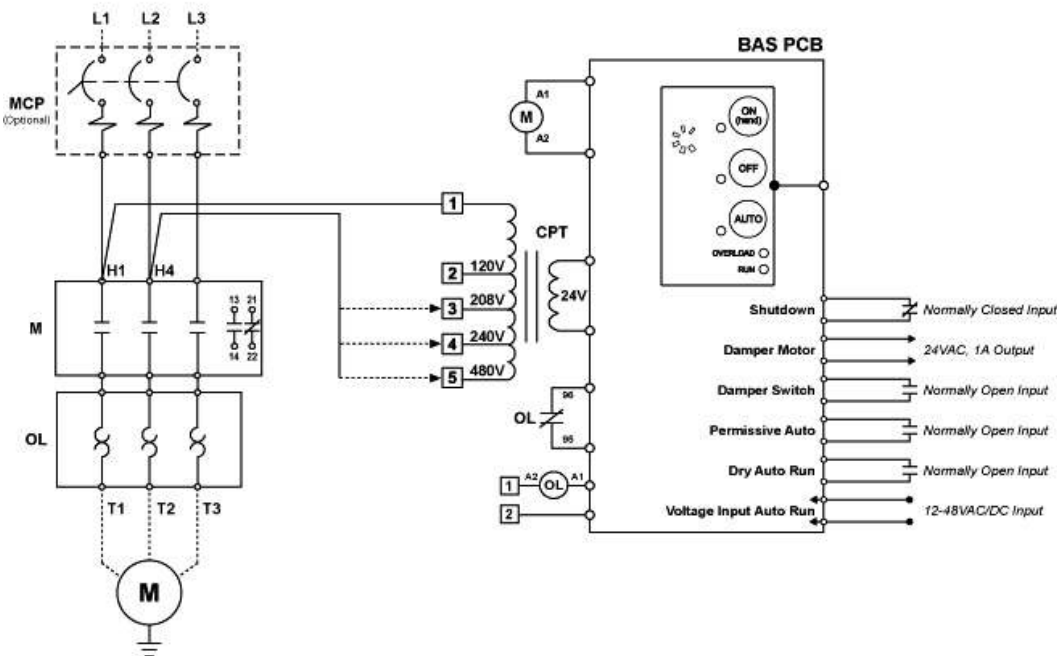 L1 L2 L3
MCP
(Optional)
H1 H4
M
13 21
14 22
OL
T1 T2 T3
M
1
2 120V
3 208V
4 240V
5 480V
CPT
24V
BAS PCB
A1
M
A2
ON
(hand)
OFF
AUTO
OVERLOAD
RUN
96
OL
95
1 A2 OL A1
2
Shutdown Normally Closed Input
Damper Motor 24VAC, 1A Output
Damper Switch Normally Open Input
Permissive Auto Normally Open Input
Dry Auto Run Normally Open Input
Voltage Input Auto Run 12-48VAC/DC Input